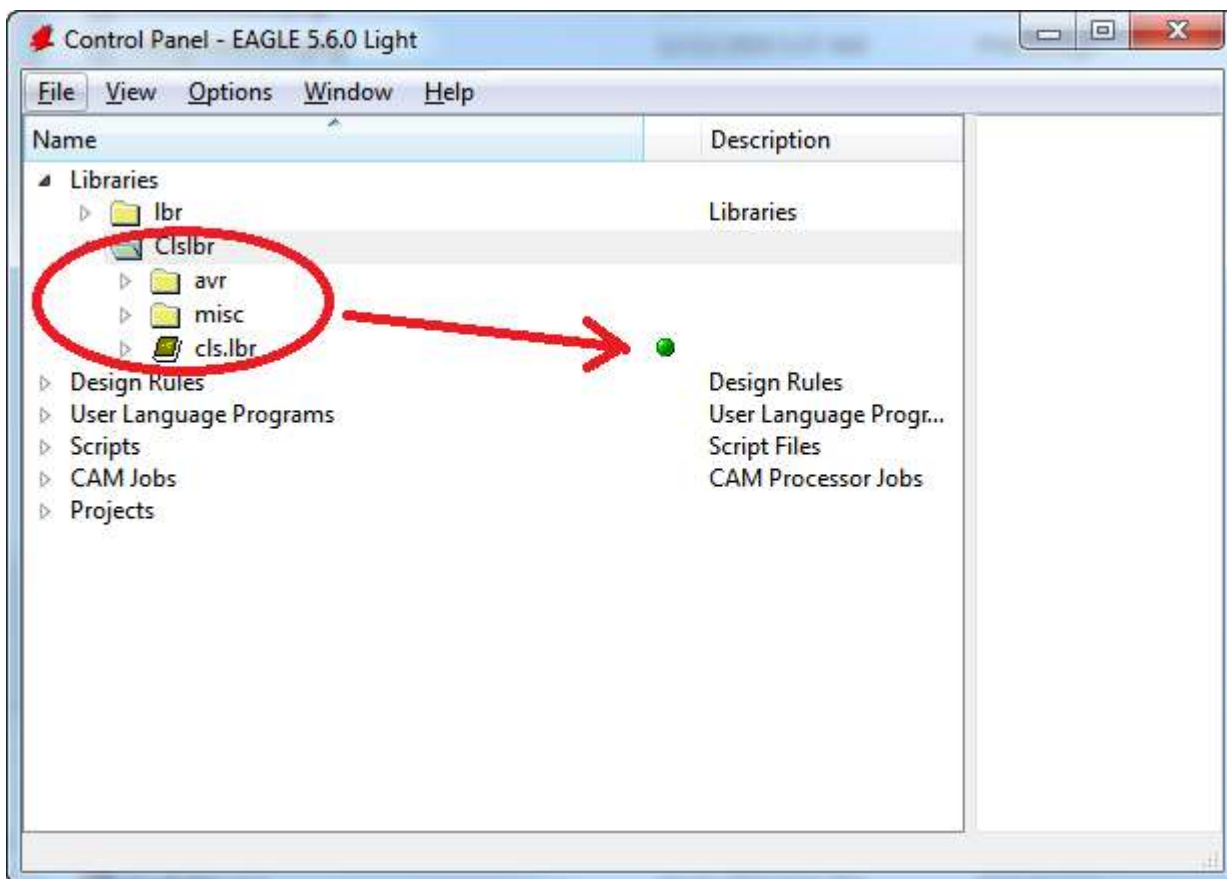 Control Panel - EAGLE 5.6.0 Light
File View Options Window Help
Name Description
Libraries
lbr Libraries
Clslbr
avr
misc
cls.lbr
Design Rules Design Rules
User Language Programs User Language Progr...
Scripts Script Files
CAM Jobs CAM Processor Jobs
Projects